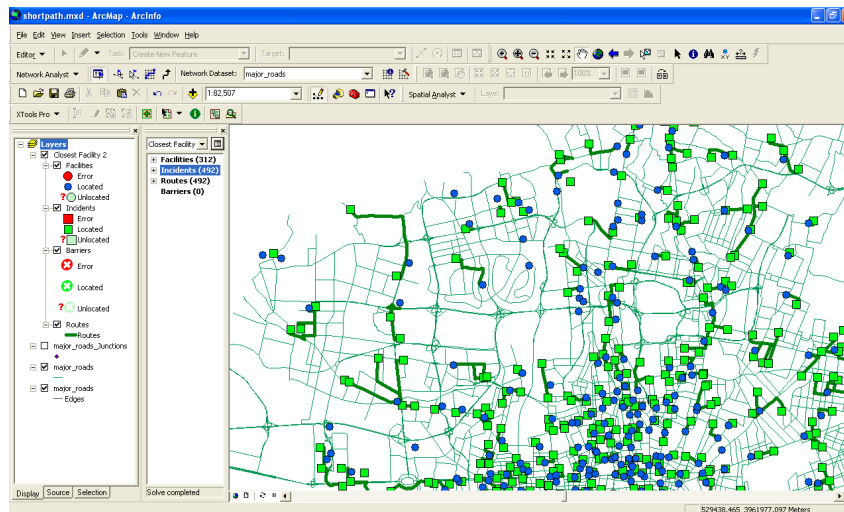 shortpath.mxd - ArcMap - ArcInfo
File Edit View Insert Selection Tools Window Help
Editor Task: Create New Feature Target:
Network Analyst Network Dataset: major_roads 100%
1:82,507 Spatial Analyst Layer:
XTools Pro
Layers
Closest Facility 2
Facilities
Error
Located
? Unlocated
Incidents
Error
Located
? Unlocated
Barriers
Error
Located
? Unlocated
Routes
Routes
major_roads_Junctions
major_roads
major_roads
Edges
Display Source Selection
Closest Facility
Facilities (312)
Incidents (492)
Routes (492)
Barriers (0)
Solve completed
529438.465 3961977.097 Meters